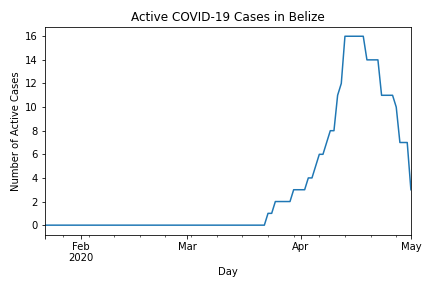 Active COVID-19 Cases in Belize
Number of Active Cases
16
14
12
10
8
6
4
2
0
Feb
2020
Mar
Apr
May
Day